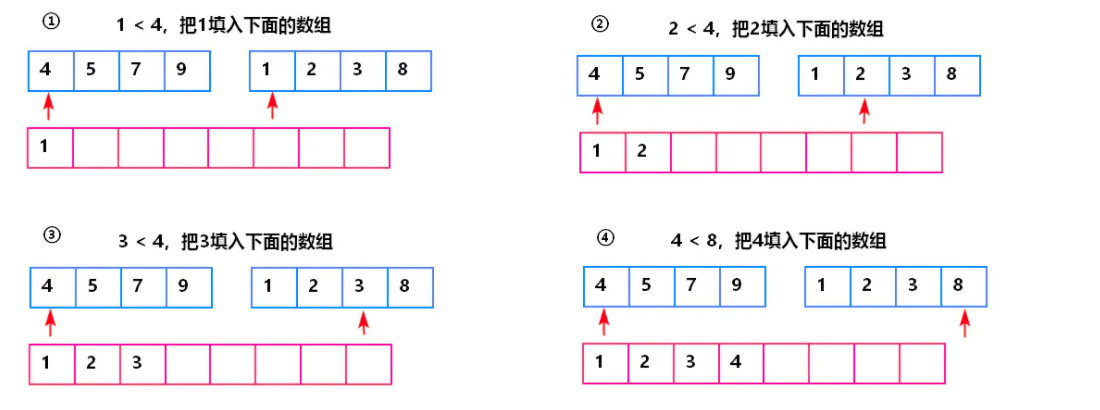 ① 1 < 4，把1填入下面的数组
4 5 7 9 1 2 3 8
1
② 2 < 4，把2填入下面的数组
4 5 7 9 1 2 3 8
1 2
③ 3 < 4，把3填入下面的数组
4 5 7 9 1 2 3 8
1 2 3
④ 4 < 8，把4填入下面的数组
4 5 7 9 1 2 3 8
1 2 3 4